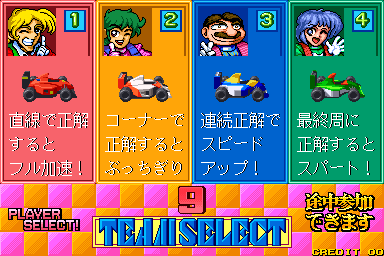 1
2
3
4
直線で正解
すると
フル加速！
コーナーで
正解すると
ぶっちぎり
連続正解で
スピード
アップ！
最終周に
正解すると
スパート！
9
PLAYER
SELECT!
TEAM SELECT
途中参加
できます
CREDIT 00